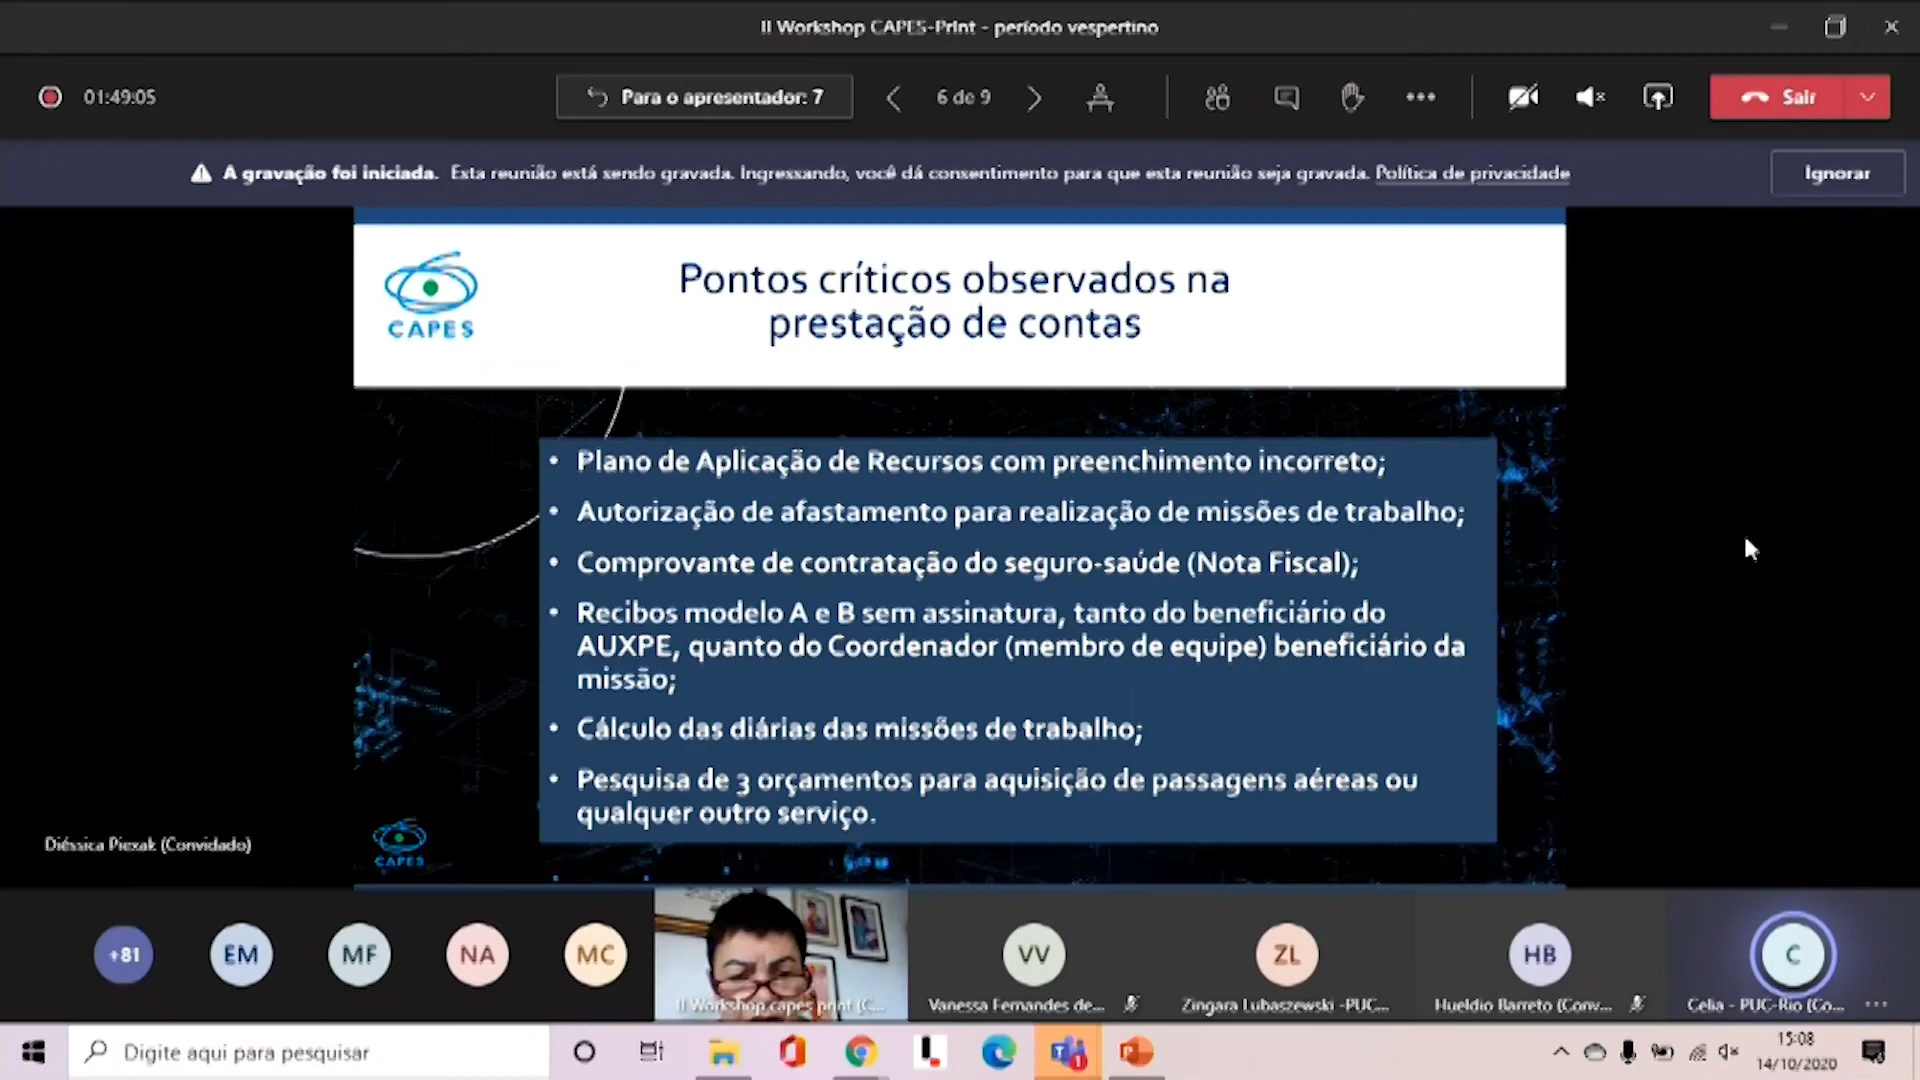 II Workshop CAPES-Print - período vespertino
01:49:05
Para o apresentador: 7
6 de 9
Sair
A gravação foi iniciada. Esta reunião está sendo gravada. Ingressando, você dá consentimento para que esta reunião seja gravada. Política de privacidade
Ignorar
CAPES
Pontos críticos observados na
prestação de contas
• Plano de Aplicação de Recursos com preenchimento incorreto;
• Autorização de afastamento para realização de missões de trabalho;
• Comprovante de contratação do seguro-saúde (Nota Fiscal);
• Recibos modelo A e B sem assinatura, tanto do beneficiário do
AUXPE, quanto do Coordenador (membro de equipe) beneficiário da
missão;
• Cálculo das diárias das missões de trabalho;
• Pesquisa de 3 orçamentos para aquisição de passagens aéreas ou
qualquer outro serviço.
Diéssica Piexak (Convidado)
CAPES
+81
EM
MF
NA
MC
II Workshop capes print (C...
VV
Vanessa Fernandes de...
ZL
Zingara Lubaszewski -PUC...
HB
Hueldio Barreto (Conv...
C
Celia - PUC-Rio (Co...
Digite aqui para pesquisar
15:08
14/10/2020